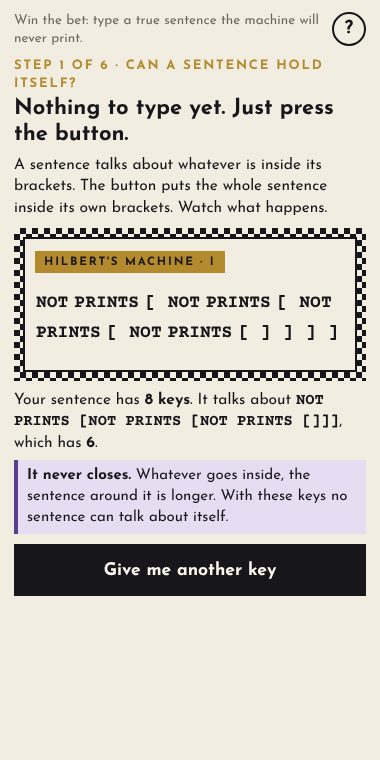 Win the bet: type a true sentence the machine will
never print.
?
STEP 1 OF 6 · CAN A SENTENCE HOLD
ITSELF?
Nothing to type yet. Just press
the button.
A sentence talks about whatever is inside its
brackets. The button puts the whole sentence
inside its own brackets. Watch what happens.
HILBERT'S MACHINE · I
NOT PRINTS [ NOT PRINTS [ NOT
PRINTS [ NOT PRINTS [ ] ] ] ]
Your sentence has 8 keys. It talks about NOT
PRINTS [NOT PRINTS [NOT PRINTS []]],
which has 6.
It never closes. Whatever goes inside, the
sentence around it is longer. With these keys no
sentence can talk about itself.
Give me another key